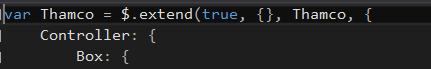 var Thamco = $.extend(true, {}, Thamco, {
    Controller: {
        Box: {